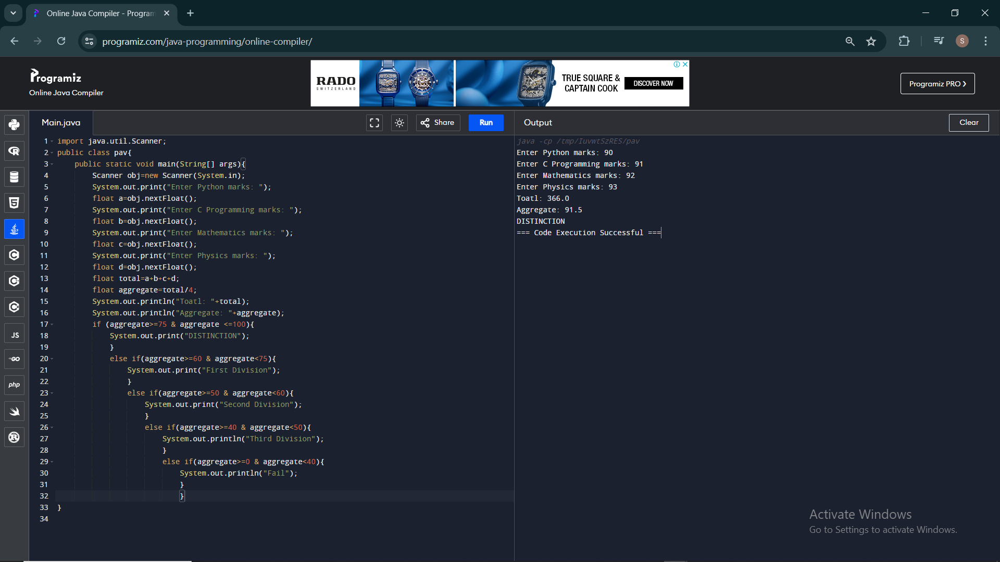 Online Java Compiler - Program
programiz.com/java-programming/online-compiler/
S
Programiz
Online Java Compiler
RADO
SWITZERLAND
TRUE SQUARE &
CAPTAIN COOK
DISCOVER NOW
Programiz PRO >
Main.java
Share
Run
Output
Clear
1 import java.util.Scanner;
2 public class pav{
3 public static void main(String[] args){
4 Scanner obj=new Scanner(System.in);
5 System.out.print("Enter Python marks: ");
6 float a=obj.nextFloat();
7 System.out.print("Enter C Programming marks: ");
8 float b=obj.nextFloat();
9 System.out.print("Enter Mathematics marks: ");
10 float c=obj.nextFloat();
11 System.out.print("Enter Physics marks: ");
12 float d=obj.nextFloat();
13 float total=a+b+c+d;
14 float aggregate=total/4;
15 System.out.println("Toatl: "+total);
16 System.out.println("Aggregate: "+aggregate);
17 if (aggregate>=75 & aggregate <=100){
18 System.out.print("DISTINCTION");
19 }
20 else if(aggregate>=60 & aggregate<75){
21 System.out.print("First Division");
22 }
23 else if(aggregate>=50 & aggregate<60){
24 System.out.print("Second Division");
25 }
26 else if(aggregate>=40 & aggregate<50){
27 System.out.println("Third Division");
28 }
29 else if(aggregate>=0 & aggregate<40){
30 System.out.println("Fail");
31 }
32 }
33 }
34
java -cp /tmp/IuvwtSzRES/pav
Enter Python marks: 90
Enter C Programming marks: 91
Enter Mathematics marks: 92
Enter Physics marks: 93
Toatl: 366.0
Aggregate: 91.5
DISTINCTION
=== Code Execution Successful ===
JS
GO
php
Activate Windows
Go to Settings to activate Windows.